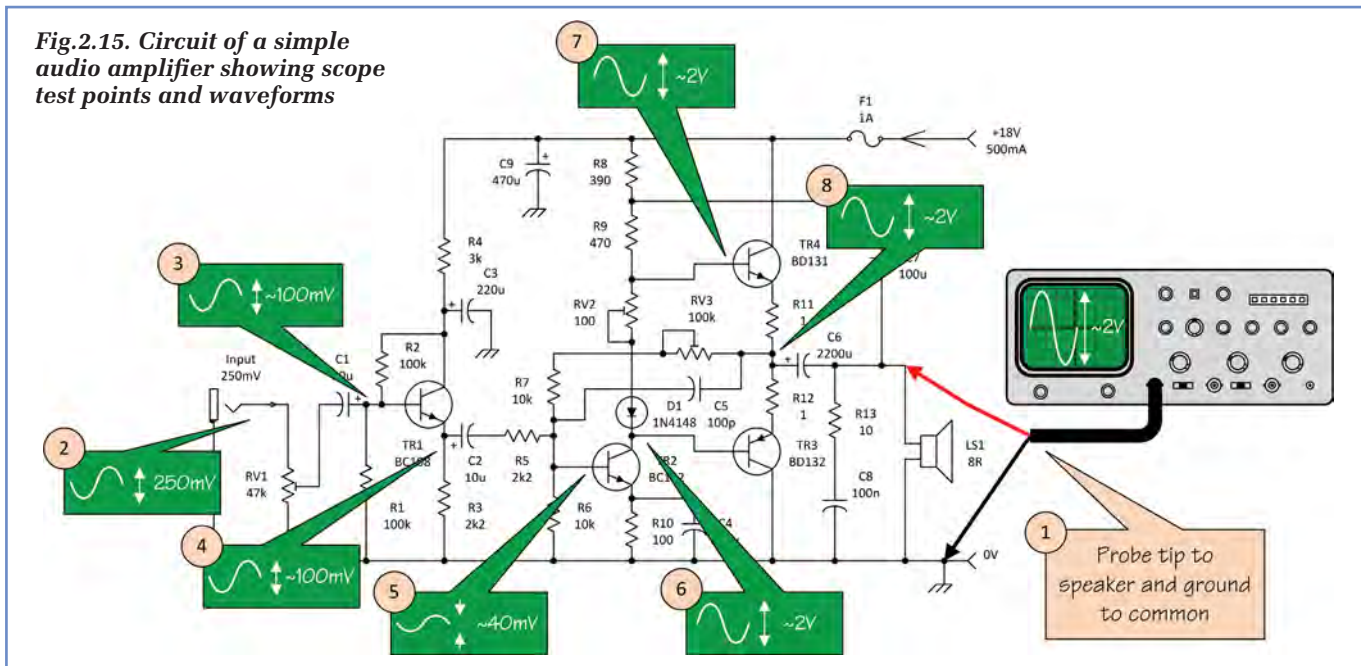 Fig.2.15. Circuit of a simple
audio amplifier showing scope
test points and waveforms
7
~2V
F1
1A
+18V
500mA
C9
470u
+
R8
390
8
~2V
R9
470
TR4
BD131
100u
3
~100mV
R4
3k
C3
220u
+
RV2
100
RV3
100k
R11
1
C6
2200u
+
~2V
Input
250mV
C1
+
R2
100k
R7
10k
D1
1N4148
C5
100p
R12
1
R13
10
TR1
+
C2
10u
R5
2k2
TR3
BD132
LS1
8R
2
250mV
RV1
47k
R1
100k
R3
2k2
R6
10k
R10
100
C8
100n
4
~100mV
5
~40mV
6
~2V
0V
1
Probe tip to
speaker and ground
to common